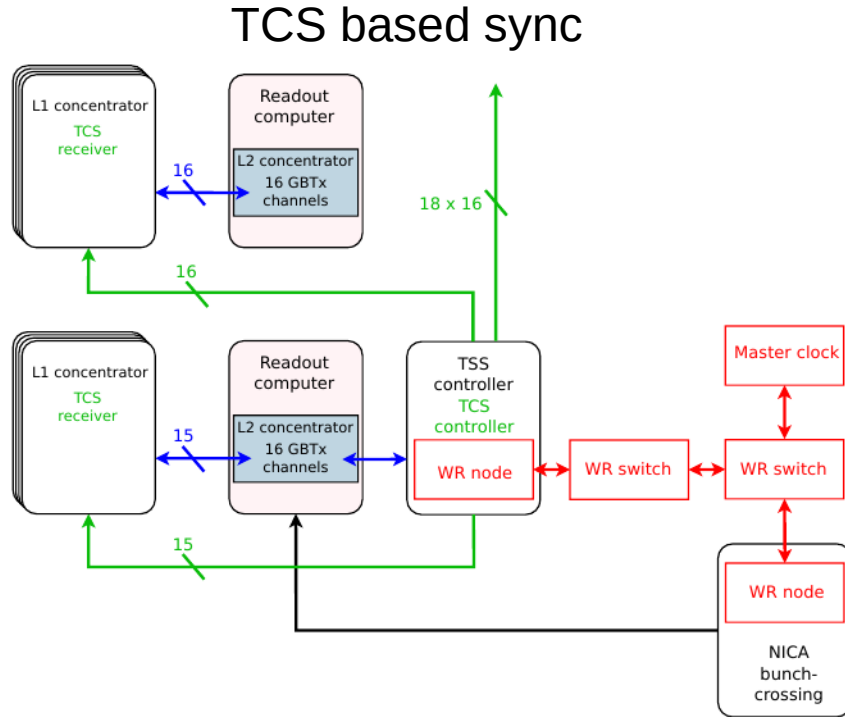 TCS based sync
L1 concentrator
TCS
receiver
16
Readout
computer
L2 concentrator
16 GBTx
channels
18 x 16
16
L1 concentrator
TCS
receiver
15
Readout
computer
L2 concentrator
16 GBTx
channels
TSS
controller
TCS
controller
WR node
WR switch
Master clock
WR switch
15
WR node
NICA
bunch-
crossing